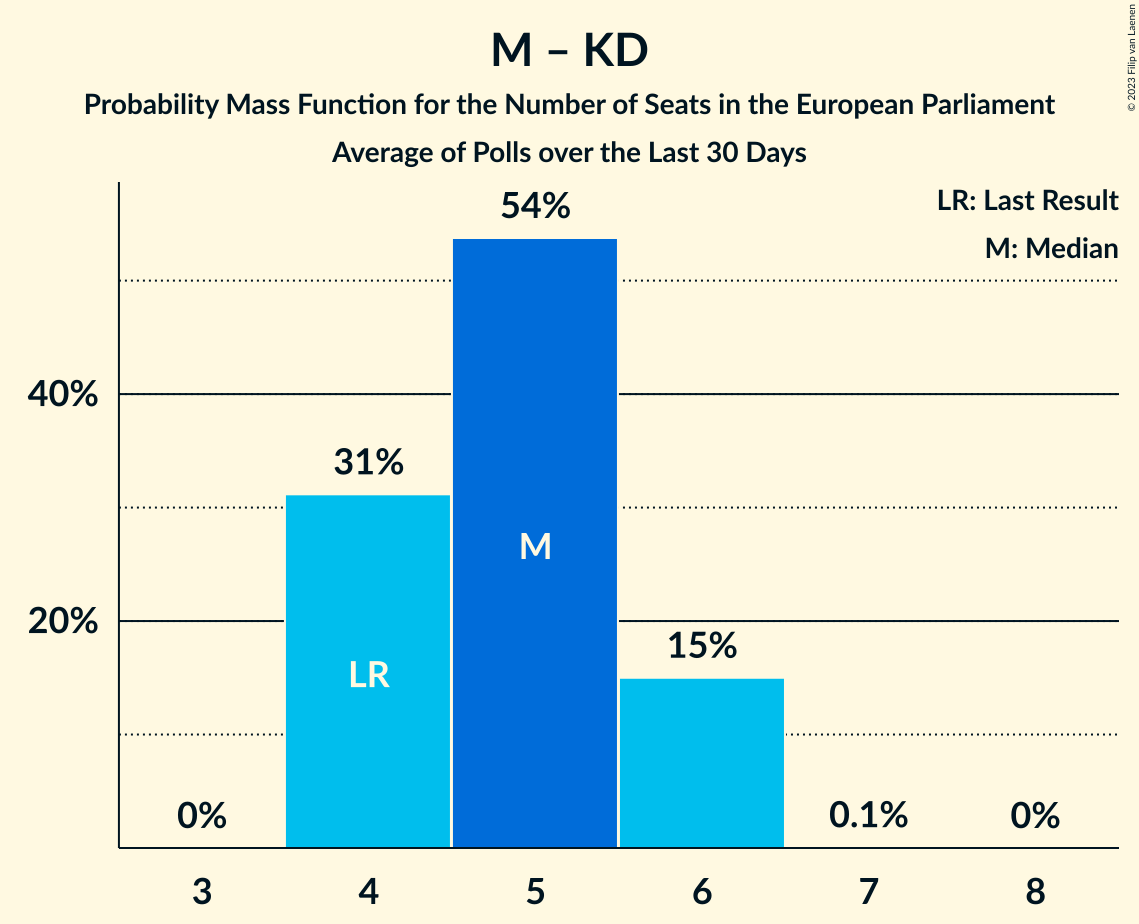 M – KD
Probability Mass Function for the Number of Seats in the European Parliament
Average of Polls over the Last 30 Days
© 2023 Filip van Laenen
LR: Last Result
M: Median
54%
40%
31%
M
20%
15%
LR
0%
0.1%
0%
3 4 5 6 7 8